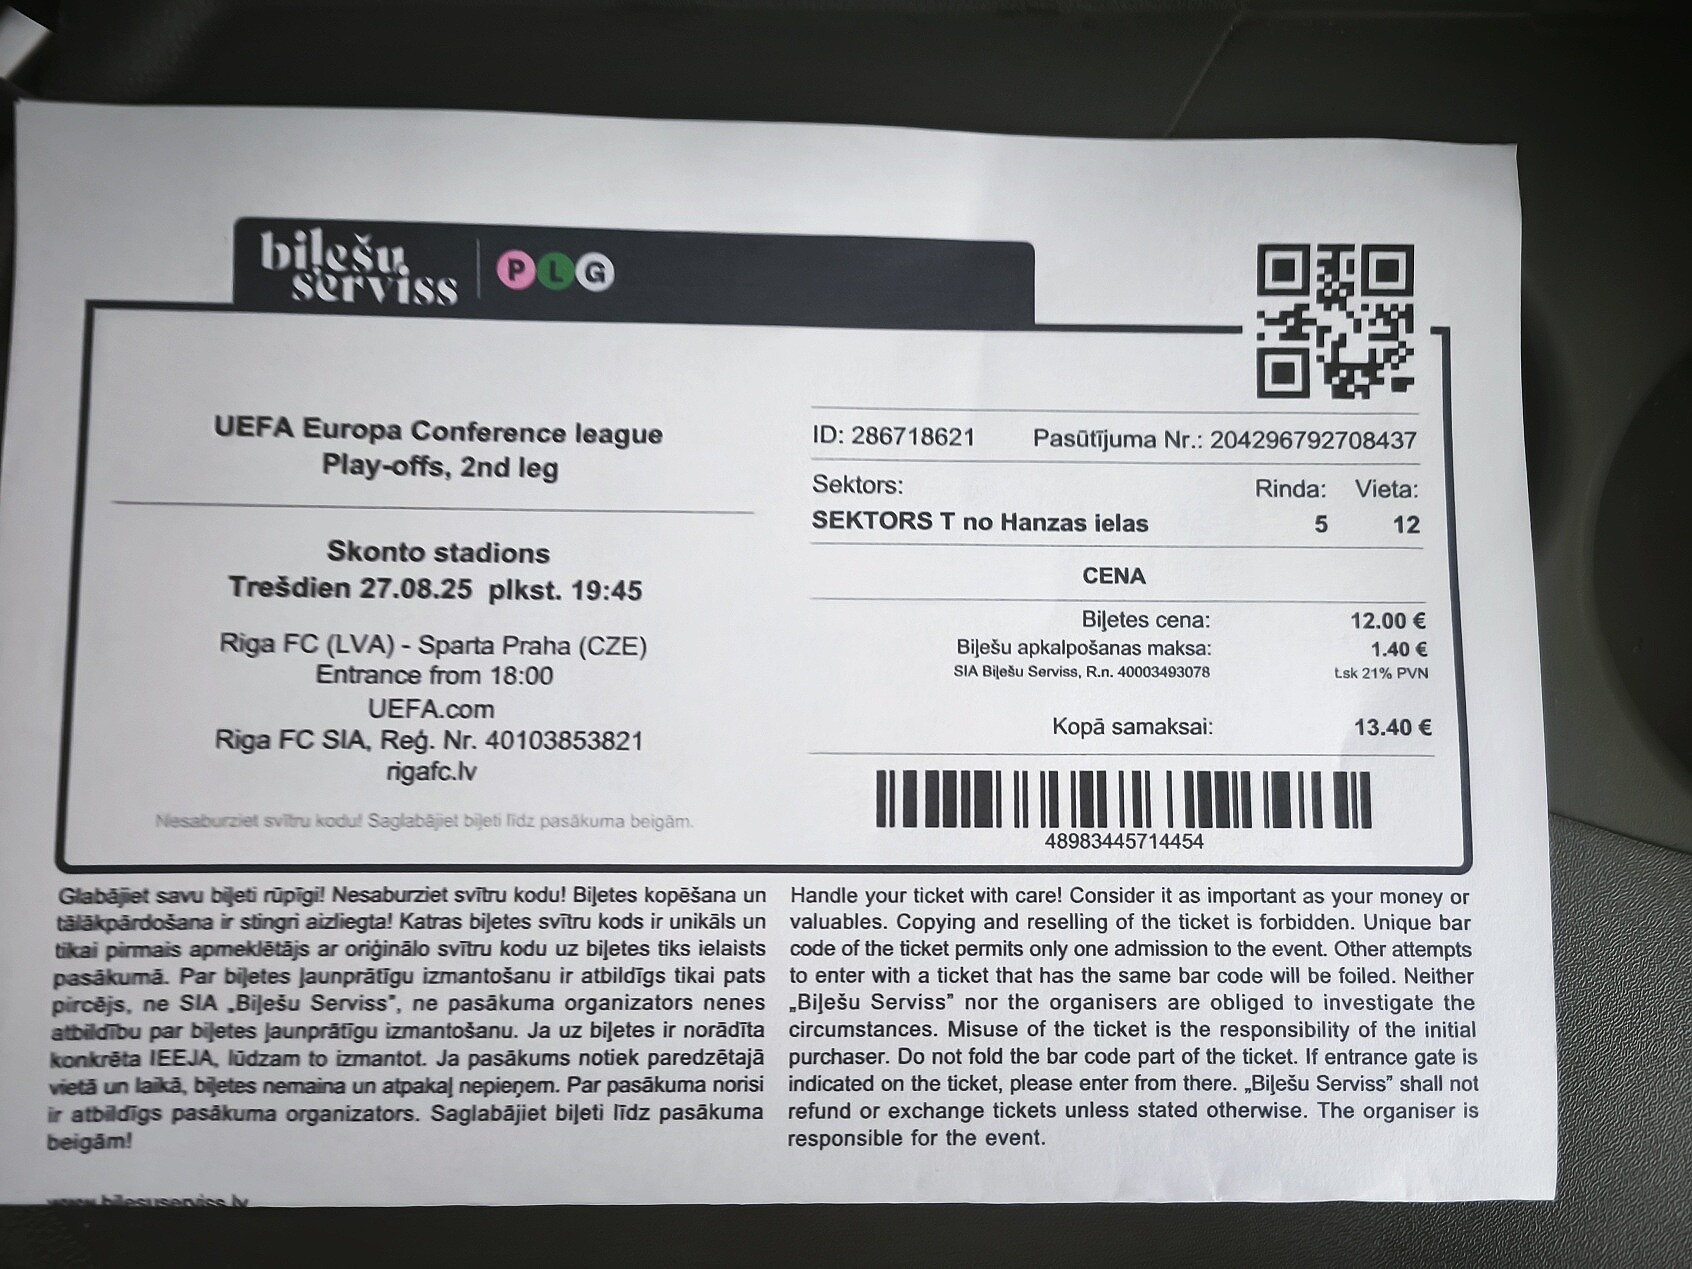 biļešu
serviss
PLG
UEFA Europa Conference league
Play-offs, 2nd leg
Skonto stadions
Trešdien 27.08.25 plkst. 19:45
Riga FC (LVA) - Sparta Praha (CZE)
Entrance from 18:00
UEFA.com
Riga FC SIA, Reģ. Nr. 40103853821
rigafc.lv
Nesaburziet svītru kodu! Saglabājiet biļeti līdz pasākuma beigām.
ID: 286718621 Pasūtījuma Nr.: 204296792708437
Sektors: Rinda: Vieta:
SEKTORS T no Hanzas ielas 5 12
CENA
Biļetes cena: 12.00 €
Biļešu apkalpošanas maksa: 1.40 €
SIA Biļešu Serviss, R.n. 40003493078 t.sk 21% PVN
Kopā samaksai: 13.40 €
48983445714454
Glabājiet savu biļeti rūpīgi! Nesaburziet svītru kodu! Biļetes kopēšana un
tālākpārdošana ir stingri aizliegta! Katras biļetes svītru kods ir unikāls un
tikai pirmais apmeklētājs ar oriģinālo svītru kodu uz biļetes tiks ielaists
pasākumā. Par biļetes ļaunprātīgu izmantošanu ir atbildīgs tikai pats
pircējs, ne SIA „Biļešu Serviss”, ne pasākuma organizators nenes
atbildību par biļetes ļaunprātīgu izmantošanu. Ja uz biļetes ir norādīta
konkrēta IEEJA, lūdzam to izmantot. Ja pasākums notiek paredzētajā
vietā un laikā, biļetes nemaina un atpakaļ nepieņem. Par pasākuma norisi
ir atbildīgs pasākuma organizators. Saglabājiet biļeti līdz pasākuma
beigām!
Handle your ticket with care! Consider it as important as your money or
valuables. Copying and reselling of the ticket is forbidden. Unique bar
code of the ticket permits only one admission to the event. Other attempts
to enter with a ticket that has the same bar code will be foiled. Neither
„Biļešu Serviss” nor the organisers are obliged to investigate the
circumstances. Misuse of the ticket is the responsibility of the initial
purchaser. Do not fold the bar code part of the ticket. If entrance gate is
indicated on the ticket, please enter from there. „Biļešu Serviss” shall not
refund or exchange tickets unless stated otherwise. The organiser is
responsible for the event.
www.bilesuserviss.lv